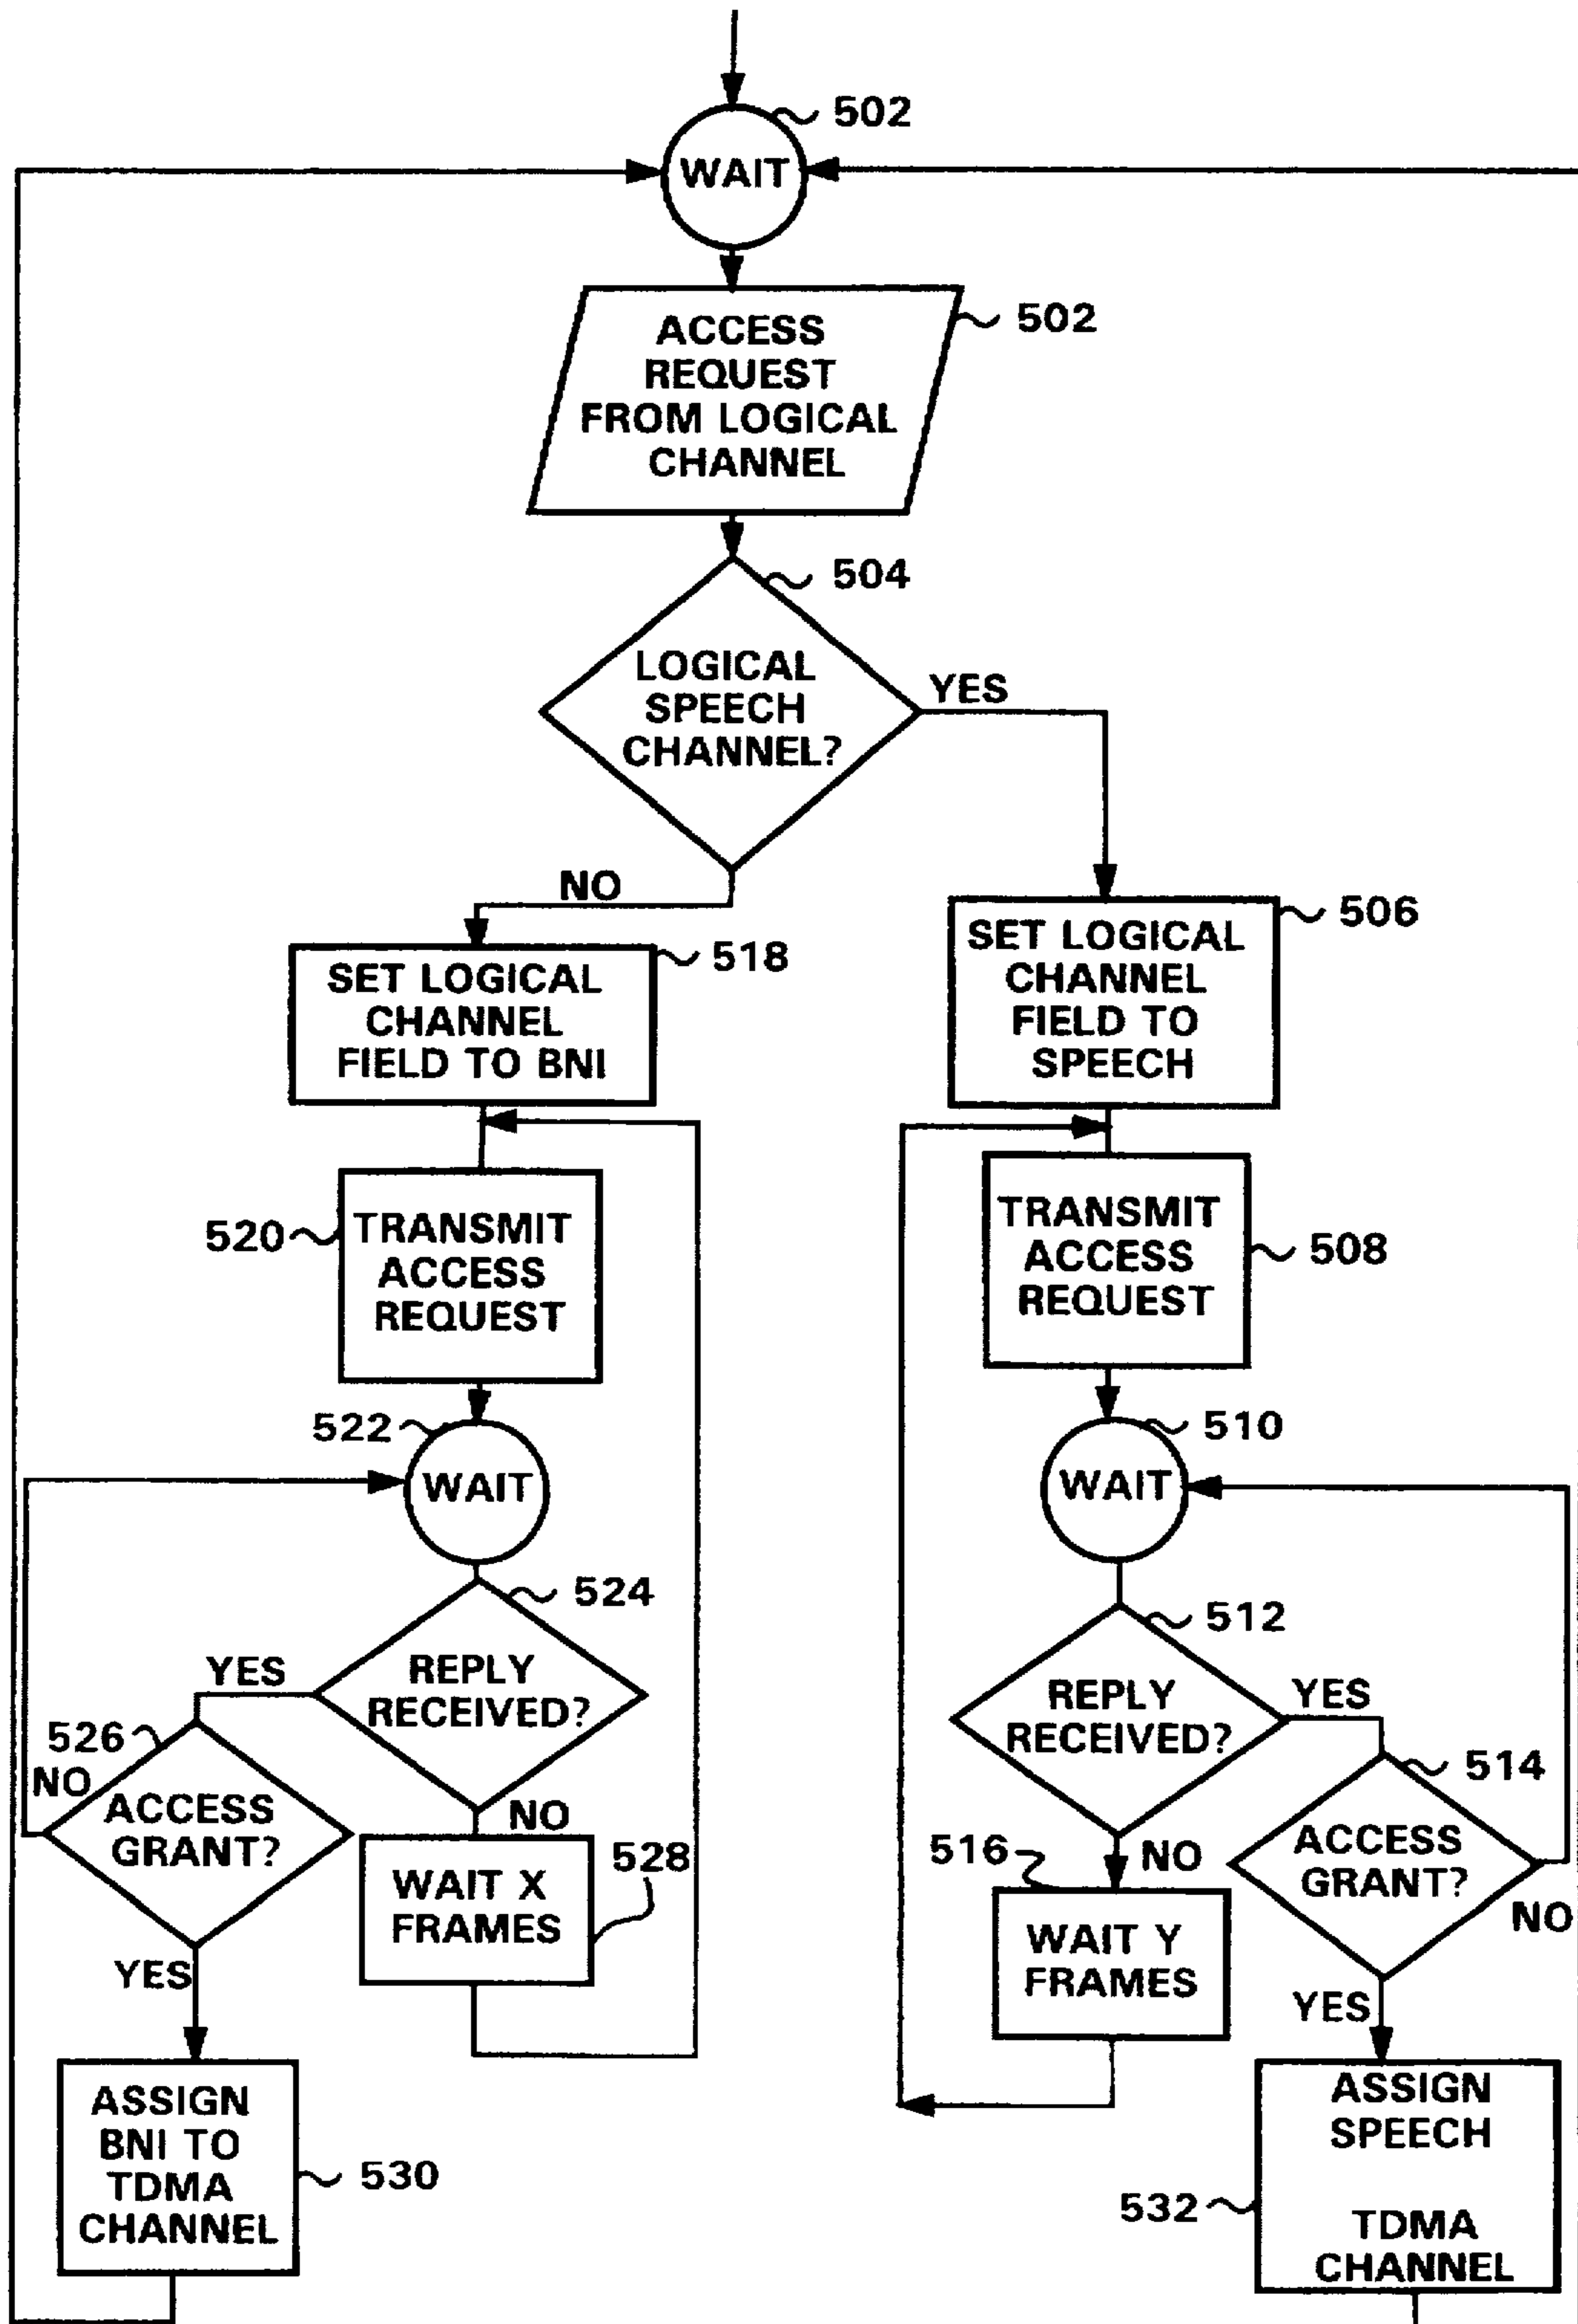 502
WAIT
ACCESS
REQUEST
FROM LOGICAL
CHANNEL
502
504
LOGICAL
SPEECH
CHANNEL?
YES
NO
518
SET LOGICAL
CHANNEL
FIELD TO BNI
506
SET LOGICAL
CHANNEL
FIELD TO
SPEECH
520
TRANSMIT
ACCESS
REQUEST
TRANSMIT
ACCESS
REQUEST
508
522
WAIT
510
WAIT
524
REPLY
RECEIVED?
YES
NO
512
REPLY
RECEIVED?
YES
NO
526
NO
ACCESS
GRANT?
YES
WAIT X
FRAMES
528
516
WAIT Y
FRAMES
514
ACCESS
GRANT?
NO
YES
ASSIGN
BNI TO
TDMA
CHANNEL
530
532
ASSIGN
SPEECH
TDMA
CHANNEL